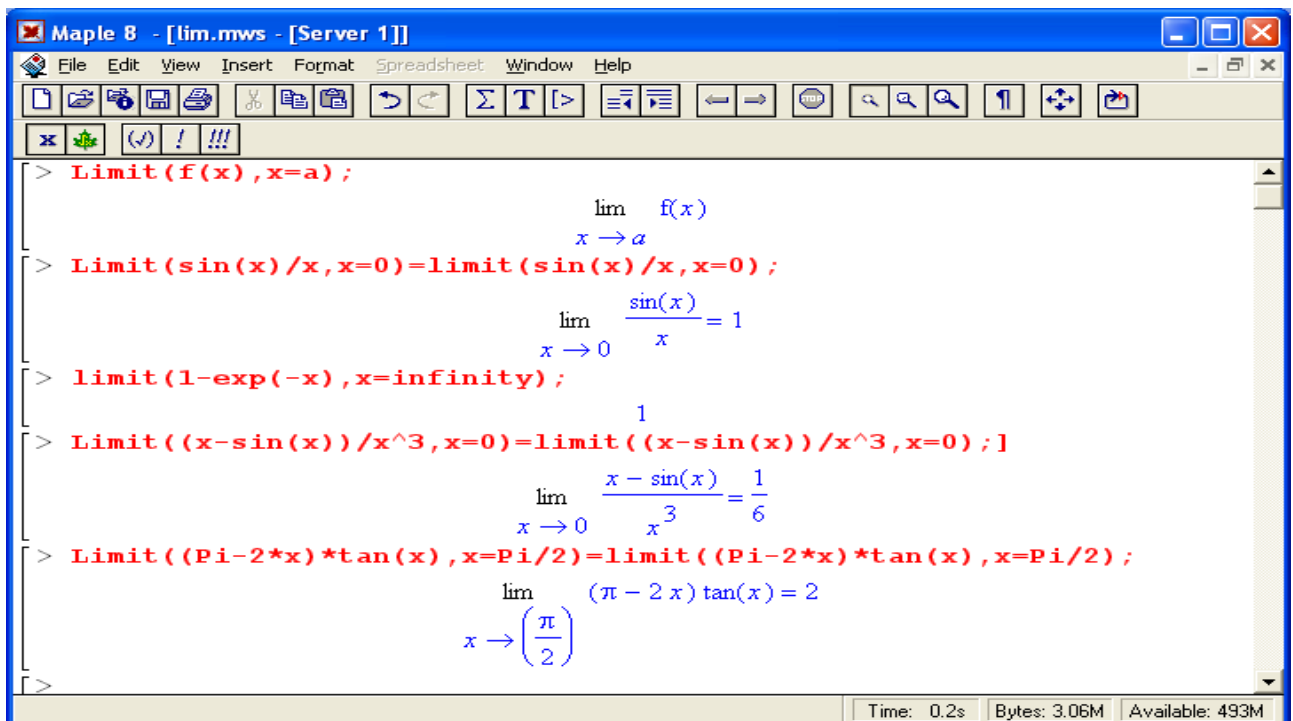 Maple 8 - [lim.mws - [Server 1]]
File Edit View Insert Format Spreadsheet Window Help
Σ T [>
STOP
¶
x (√) ! !!!
[> Limit(f(x),x=a);
lim f(x)
x → a
[> Limit(sin(x)/x,x=0)=limit(sin(x)/x,x=0);
lim sin(x)/x = 1
x → 0
[> limit(1-exp(-x),x=infinity);
1
[> Limit((x-sin(x))/x^3,x=0)=limit((x-sin(x))/x^3,x=0);]
lim (x − sin(x))/x^3 = 1/6
x → 0
[> Limit((Pi-2*x)*tan(x),x=Pi/2)=limit((Pi-2*x)*tan(x),x=Pi/2);
lim (π − 2 x) tan(x) = 2
x → (π/2)
[>
Time: 0.2s Bytes: 3.06M Available: 493M